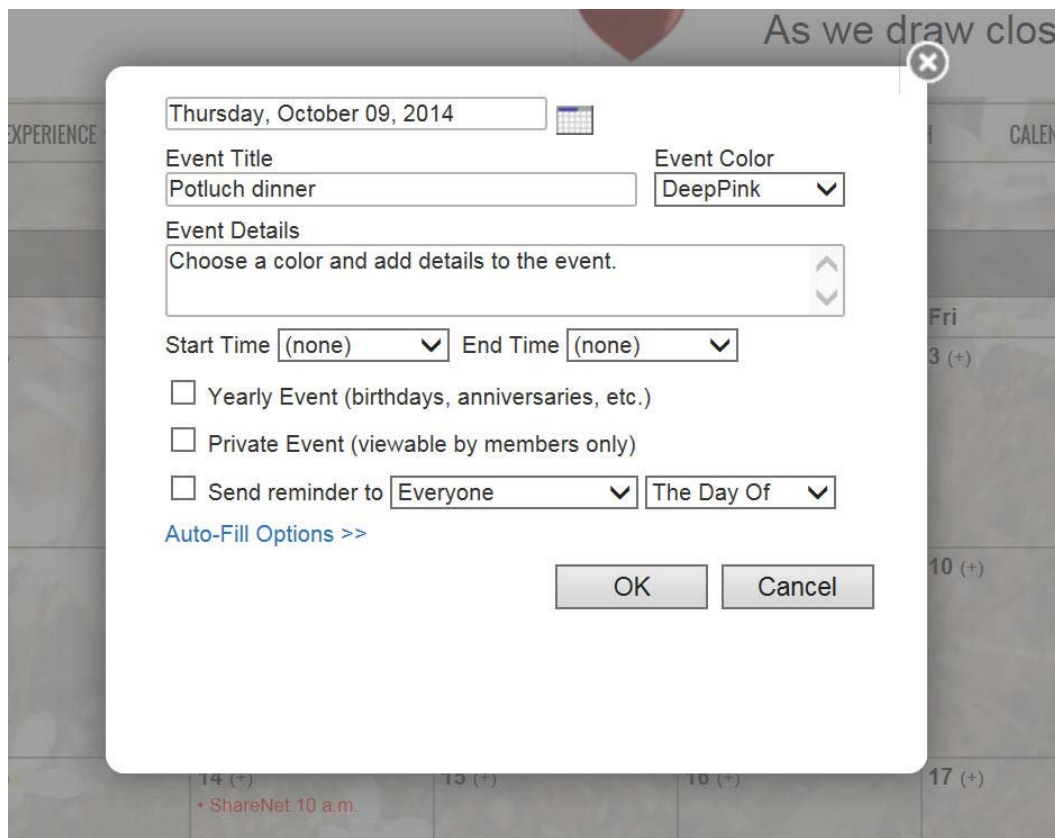 As we draw clos
EXPERIENCE
CALEN
Thursday, October 09, 2014
Event Title
Event Color
Potluch dinner
DeepPink
Event Details
Choose a color and add details to the event.
Start Time (none) End Time (none)
Fri
3 (+)
Yearly Event (birthdays, anniversaries, etc.)
Private Event (viewable by members only)
Send reminder to Everyone The Day Of
Auto-Fill Options >>
10 (+)
OK Cancel
14 (+) 15 (+) 16 (+) 17 (+)
• ShareNet 10 a.m.